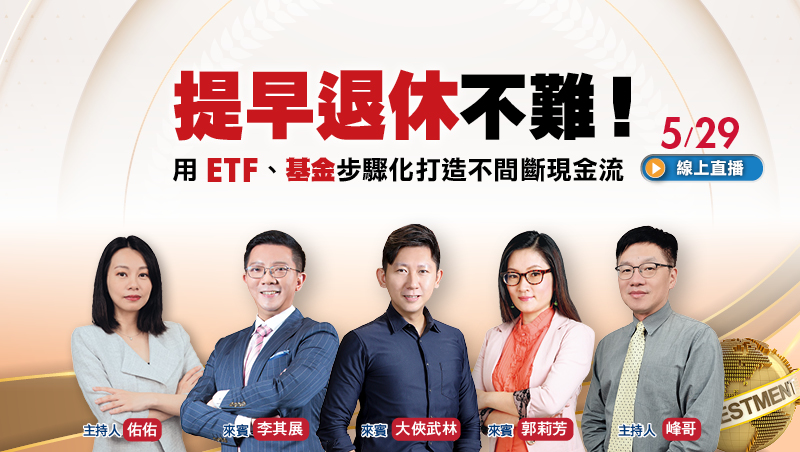 提早退休不難！
5/29
用 ETF、基金步驟化打造不間斷現金流
線上直播
主持人 佑佑
來賓 李其展
來賓 大俠武林
來賓 郭莉芳
主持人 峰哥
ESTMENT